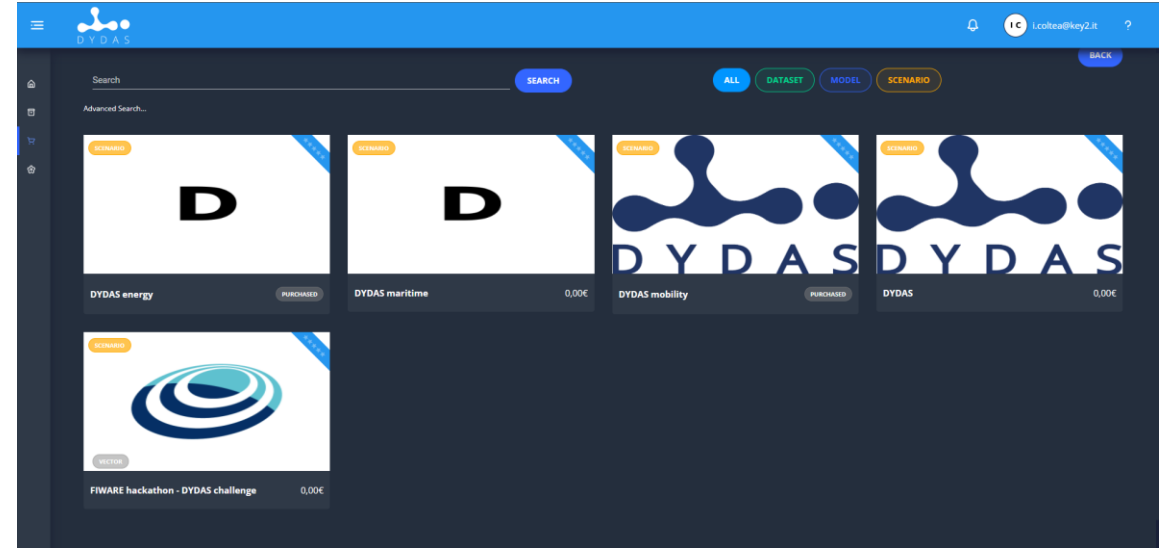 DYDAS
I C i.coltea@key2.it ?
BACK
Search SEARCH ALL DATASET MODEL SCENARIO
Advanced Search...
SCENARIO SCENARIO SCENARIO SCENARIO
D D DYDAS DYDAS
DYDAS energy PURCHASED DYDAS maritime 0,00€ DYDAS mobility PURCHASED DYDAS 0,00€
SCENARIO
VECTOR
FIWARE hackathon - DYDAS challenge 0,00€